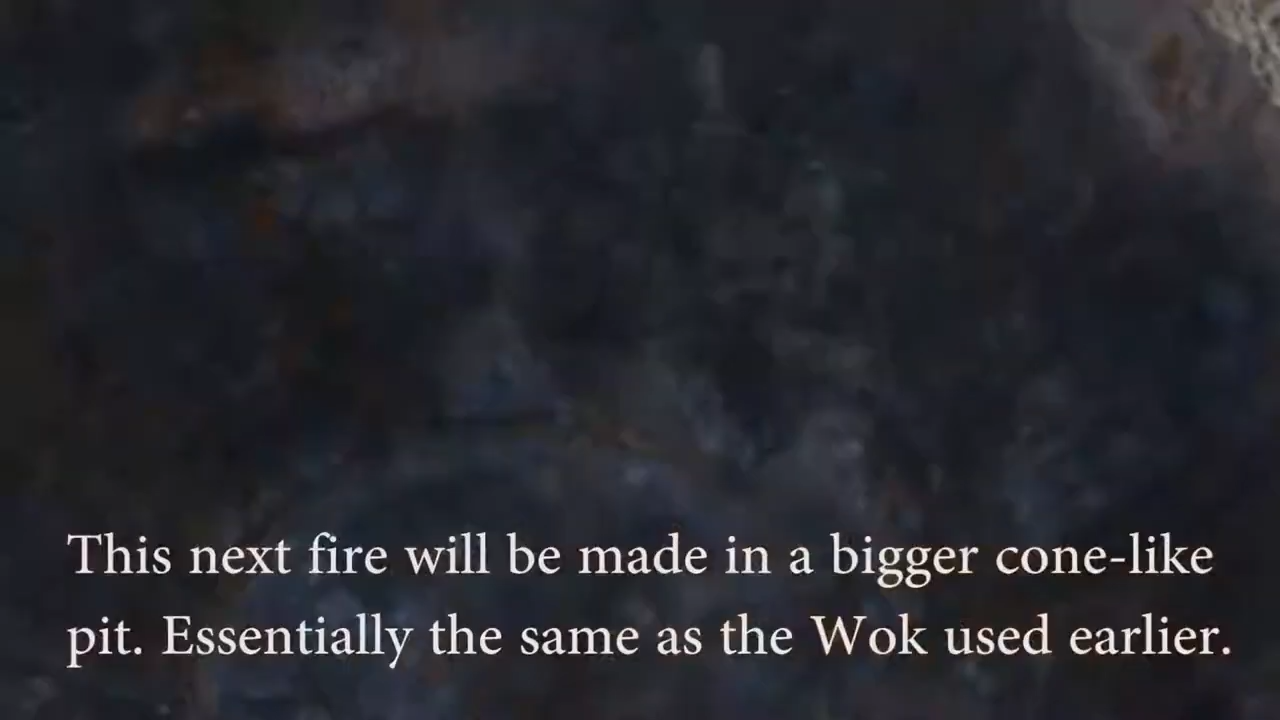 This next fire will be made in a bigger cone-like
pit. Essentially the same as the Wok used earlier.